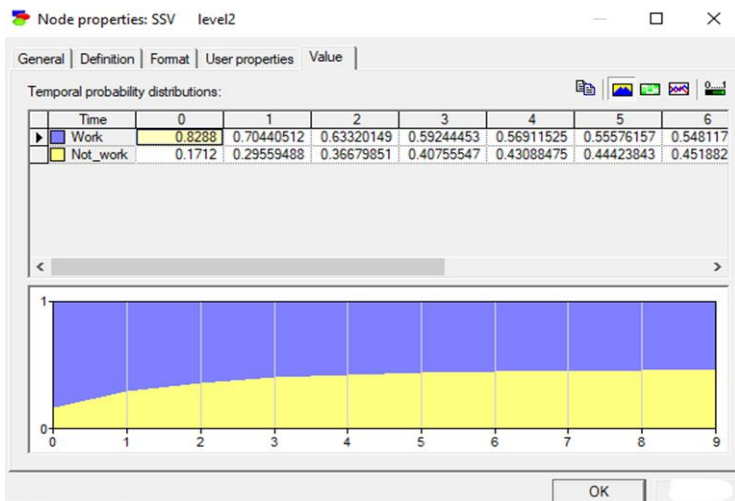 Node properties: SSV level2
General Definition Format User properties Value
Temporal probability distributions:
Time 0 1 2 3 4 5 6
Work 0.8288 0.70440512 0.63320149 0.59244453 0.56911525 0.55576157 0.548117
Not_work 0.1712 0.29559488 0.36679851 0.40755547 0.43088475 0.44423843 0.451882
1
0
0 1 2 3 4 5 6 7 8 9
OK